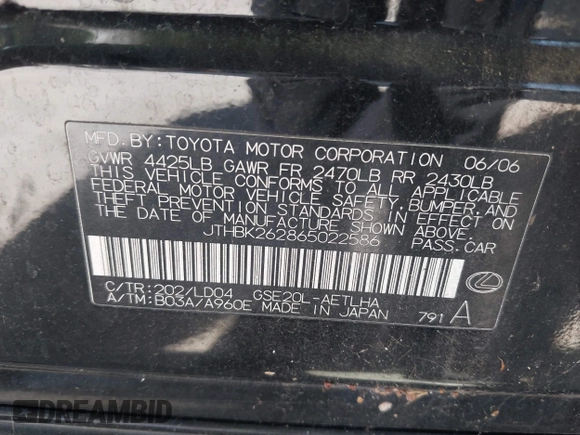 MFD.BY:TOYOTA MOTOR CORPORATION 06/06
GVWR 4425LB GAWR FR 2470LB RR 2430LB
THIS VEHICLE CONFORMS TO ALL APPLICABLE
FEDERAL MOTOR VEHICLE SAFETY,BUMPER,AND
THEFT PREVENTION STANDARDS IN EFFECT ON
THE DATE OF MANUFACTURE SHOWN ABOVE.
JTHBK262865022586 PASS.CAR
C/TR:202/LD04 GSE20L-AETLHA
A/TM:B03A/A960E MADE IN JAPAN 791 A
DREAMBID